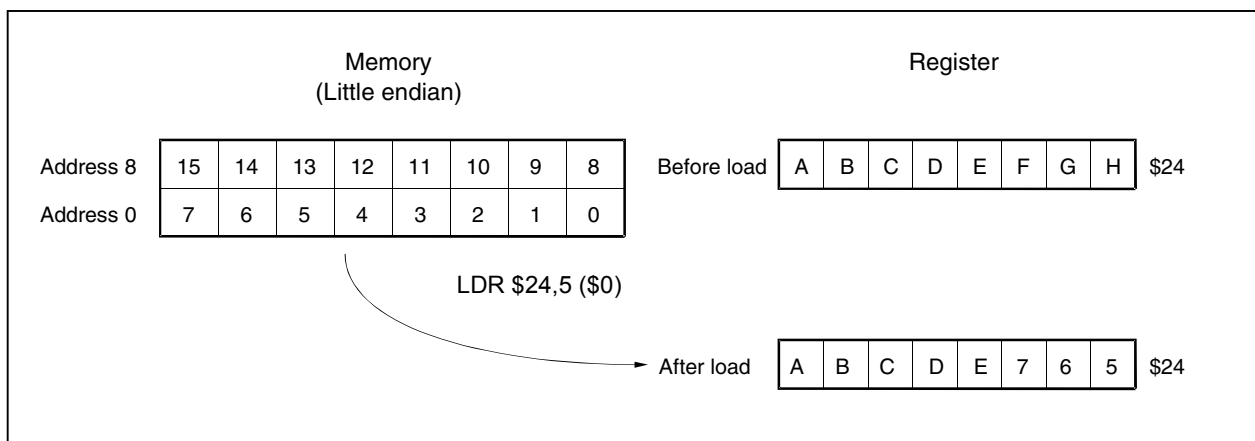 Memory
(Little endian)
Register
Address 8 15 14 13 12 11 10 9 8
Before load A B C D E F G H $24
Address 0 7 6 5 4 3 2 1 0
LDR $24,5 ($0)
After load A B C D E 7 6 5 $24